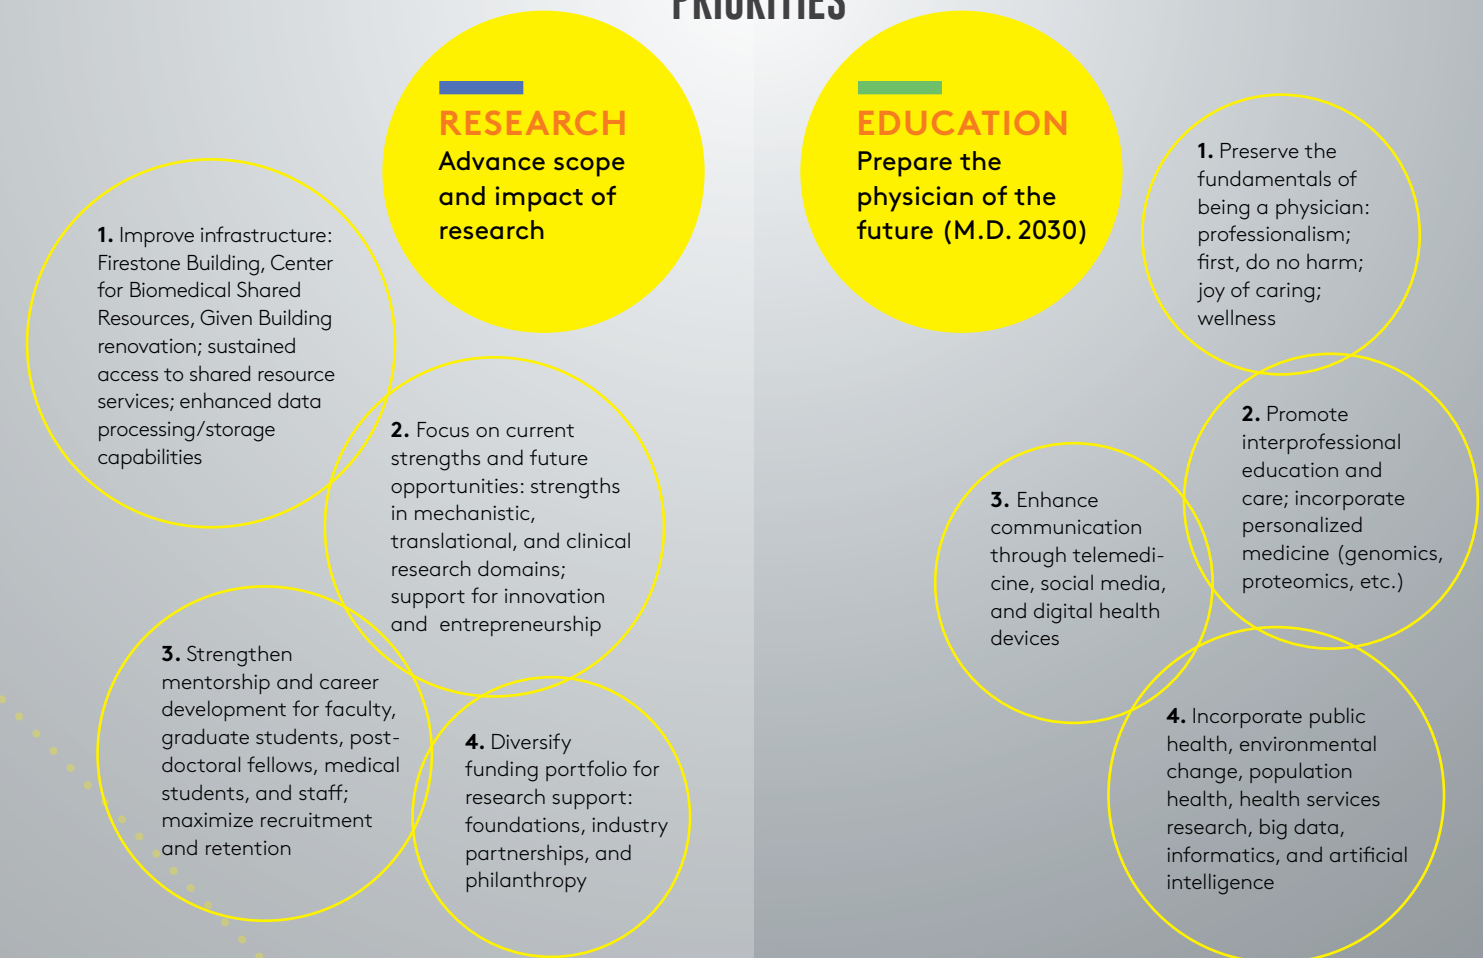 PRIORITIES
RESEARCH
Advance scope
and impact of
research
1. Improve infrastructure:
Firestone Building, Center
for Biomedical Shared
Resources, Given Building
renovation; sustained
access to shared resource
services; enhanced data
processing/storage
capabilities
2. Focus on current
strengths and future
opportunities: strengths
in mechanistic,
translational, and clinical
research domains;
support for innovation
and entrepreneurship
3. Strengthen
mentorship and career
development for faculty,
graduate students, post-
doctoral fellows, medical
students, and staff;
maximize recruitment
and retention
4. Diversify
funding portfolio for
research support:
foundations, industry
partnerships, and
philanthropy
EDUCATION
Prepare the
physician of the
future (M.D. 2030)
1. Preserve the
fundamentals of
being a physician:
professionalism;
first, do no harm;
joy of caring;
wellness
2. Promote
interprofessional
education and
care; incorporate
personalized
medicine (genomics,
proteomics, etc.)
3. Enhance
communication
through telemedi-
cine, social media,
and digital health
devices
4. Incorporate public
health, environmental
change, population
health, health services
research, big data,
informatics, and artificial
intelligence